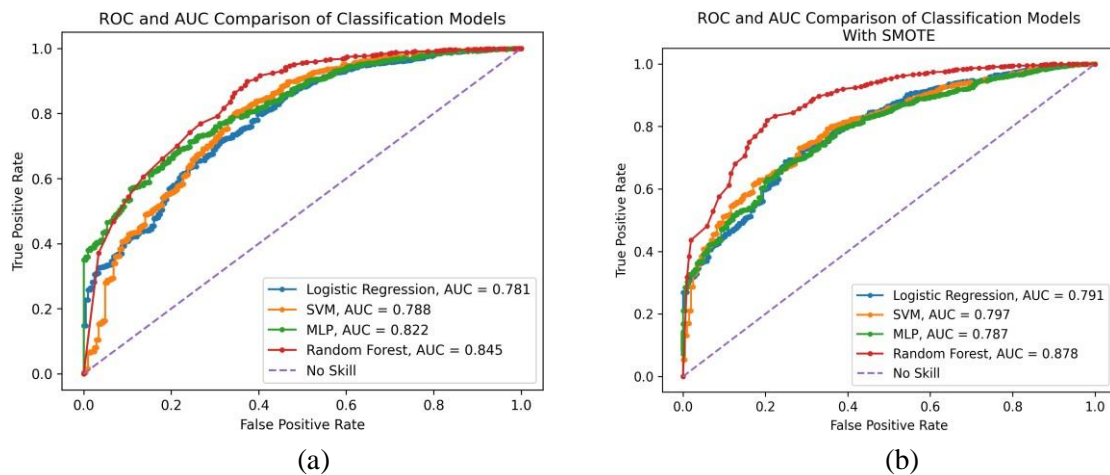 ROC and AUC Comparison of Classification Models
1.0
0.8
0.6
0.4
0.2
0.0
True Positive Rate
0.0 0.2 0.4 0.6 0.8 1.0
False Positive Rate
Logistic Regression, AUC = 0.781
SVM, AUC = 0.788
MLP, AUC = 0.822
Random Forest, AUC = 0.845
No Skill
(a)
ROC and AUC Comparison of Classification Models
With SMOTE
1.0
0.8
0.6
0.4
0.2
0.0
True Positive Rate
0.0 0.2 0.4 0.6 0.8 1.0
False Positive Rate
Logistic Regression, AUC = 0.791
SVM, AUC = 0.797
MLP, AUC = 0.787
Random Forest, AUC = 0.878
No Skill
(b)